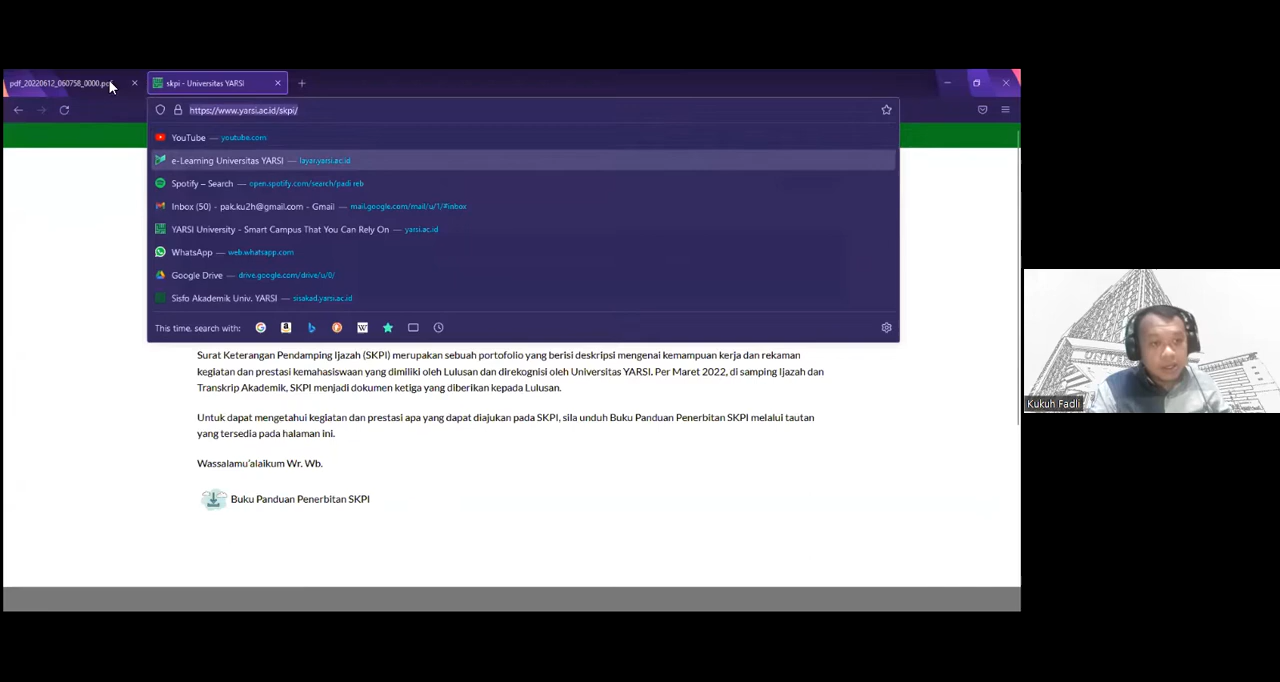 pdf_20220612_060758_0000.pdf
skpi - Universitas YARSI
https://www.yarsi.ac.id/skpi/
YouTube — youtube.com
e-Learning Universitas YARSI — layar.yarsi.ac.id
Spotify – Search — open.spotify.com/search/padi reb
Inbox (50) - pak.ku2h@gmail.com - Gmail — mail.google.com/mail/u/1/#inbox
YARSI University - Smart Campus That You Can Rely On — yarsi.ac.id
WhatsApp — web.whatsapp.com
Google Drive — drive.google.com/drive/u/0/
Sisfo Akademik Univ. YARSI — sisakad.yarsi.ac.id
This time, search with:
Surat Keterangan Pendamping Ijazah (SKPI) merupakan sebuah portofolio yang berisi deskripsi mengenai kemampuan kerja dan rekaman
kegiatan dan prestasi kemahasiswaan yang dimiliki oleh Lulusan dan direkognisi oleh Universitas YARSI. Per Maret 2022, di samping Ijazah dan
Transkrip Akademik, SKPI menjadi dokumen ketiga yang diberikan kepada Lulusan.
Untuk dapat mengetahui kegiatan dan prestasi apa yang dapat diajukan pada SKPI, sila unduh Buku Panduan Penerbitan SKPI melalui tautan
yang tersedia pada halaman ini.
Wassalamu'alaikum Wr. Wb.
Buku Panduan Penerbitan SKPI
Kukuh Fadli